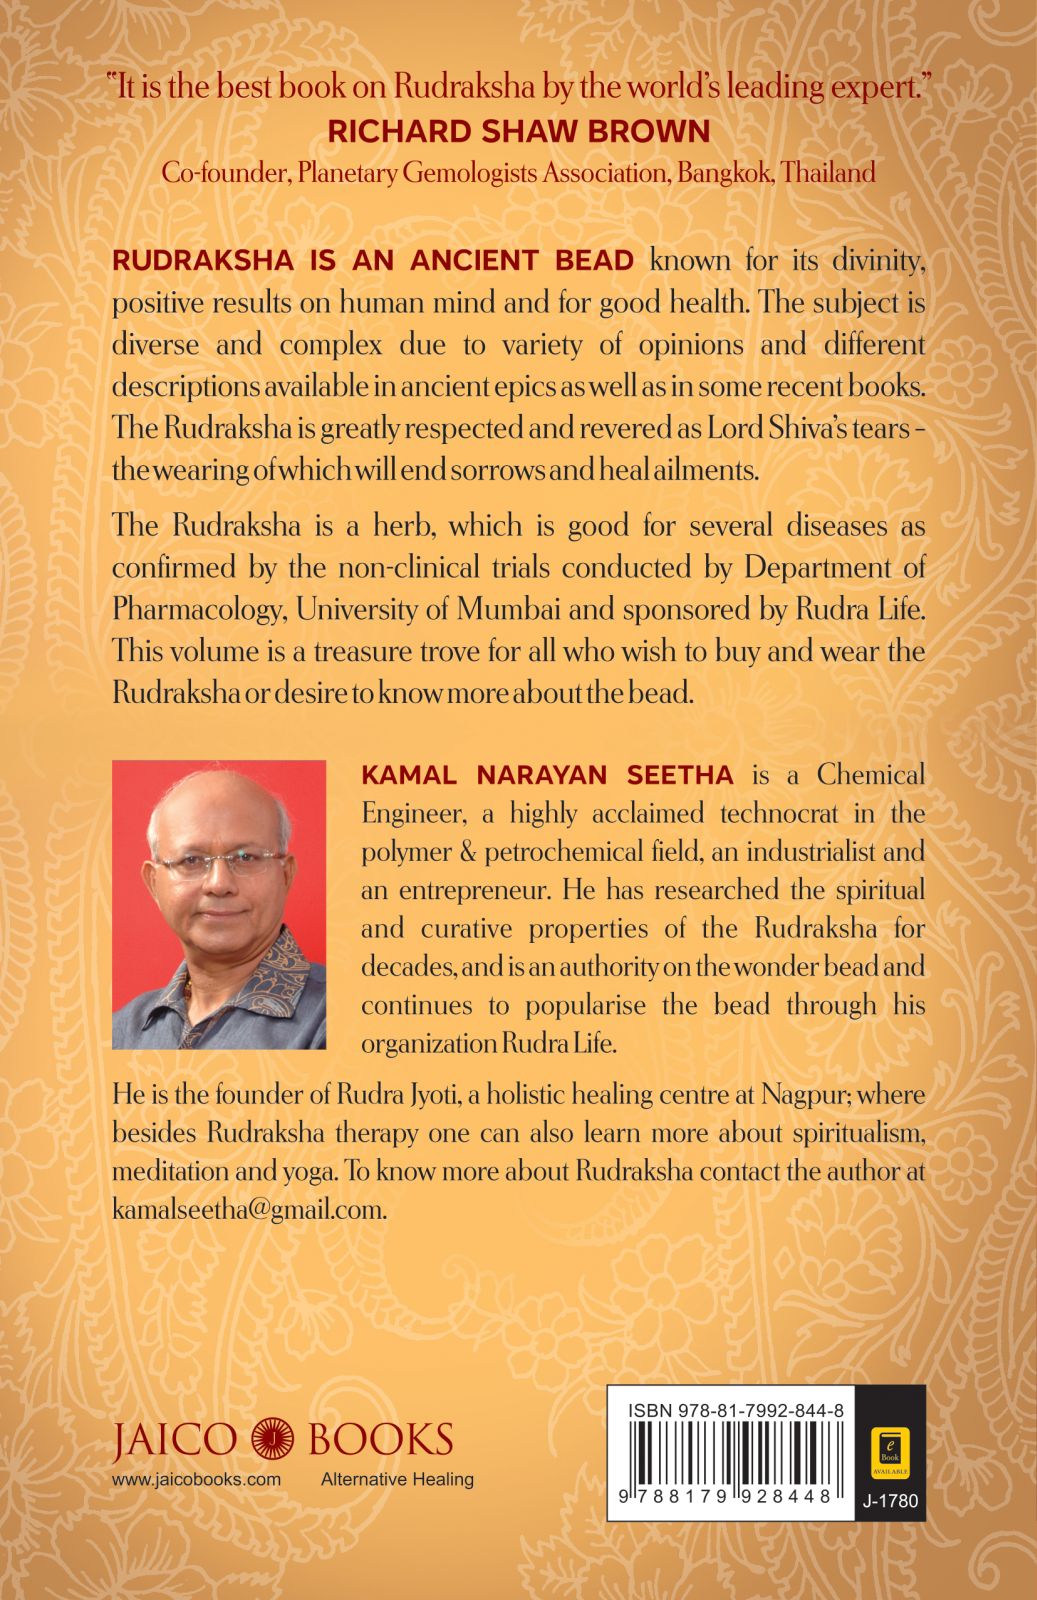 “It is the best book on Rudraksha by the world’s leading expert.”
RICHARD SHAW BROWN
Co-founder, Planetary Gemologists Association, Bangkok, Thailand
RUDRAKSHA IS AN ANCIENT BEAD known for its divinity,
positive results on human mind and for good health. The subject is
diverse and complex due to variety of opinions and different
descriptions available in ancient epics as well as in some recent books.
The Rudraksha is greatly respected and revered as Lord Shiva’s tears –
the wearing of which will end sorrows and heal ailments.
The Rudraksha is a herb, which is good for several diseases as
confirmed by the non-clinical trials conducted by Department of
Pharmacology, University of Mumbai and sponsored by Rudra Life.
This volume is a treasure trove for all who wish to buy and wear the
Rudraksha or desire to know more about the bead.
KAMAL NARAYAN SEETHA is a Chemical
Engineer, a highly acclaimed technocrat in the
polymer & petrochemical field, an industrialist and
an entrepreneur. He has researched the spiritual
and curative properties of the Rudraksha for
decades, and is an authority on the wonder bead and
continues to popularise the bead through his
organization Rudra Life.
He is the founder of Rudra Jyoti, a holistic healing centre at Nagpur; where
besides Rudraksha therapy one can also learn more about spiritualism,
meditation and yoga. To know more about Rudraksha contact the author at
kamalseetha@gmail.com.
JAICO J BOOKS
www.jaicobooks.com Alternative Healing
ISBN 978-81-7992-844-8
9 788179 928448
e
Book
AVAILABLE
J-1780